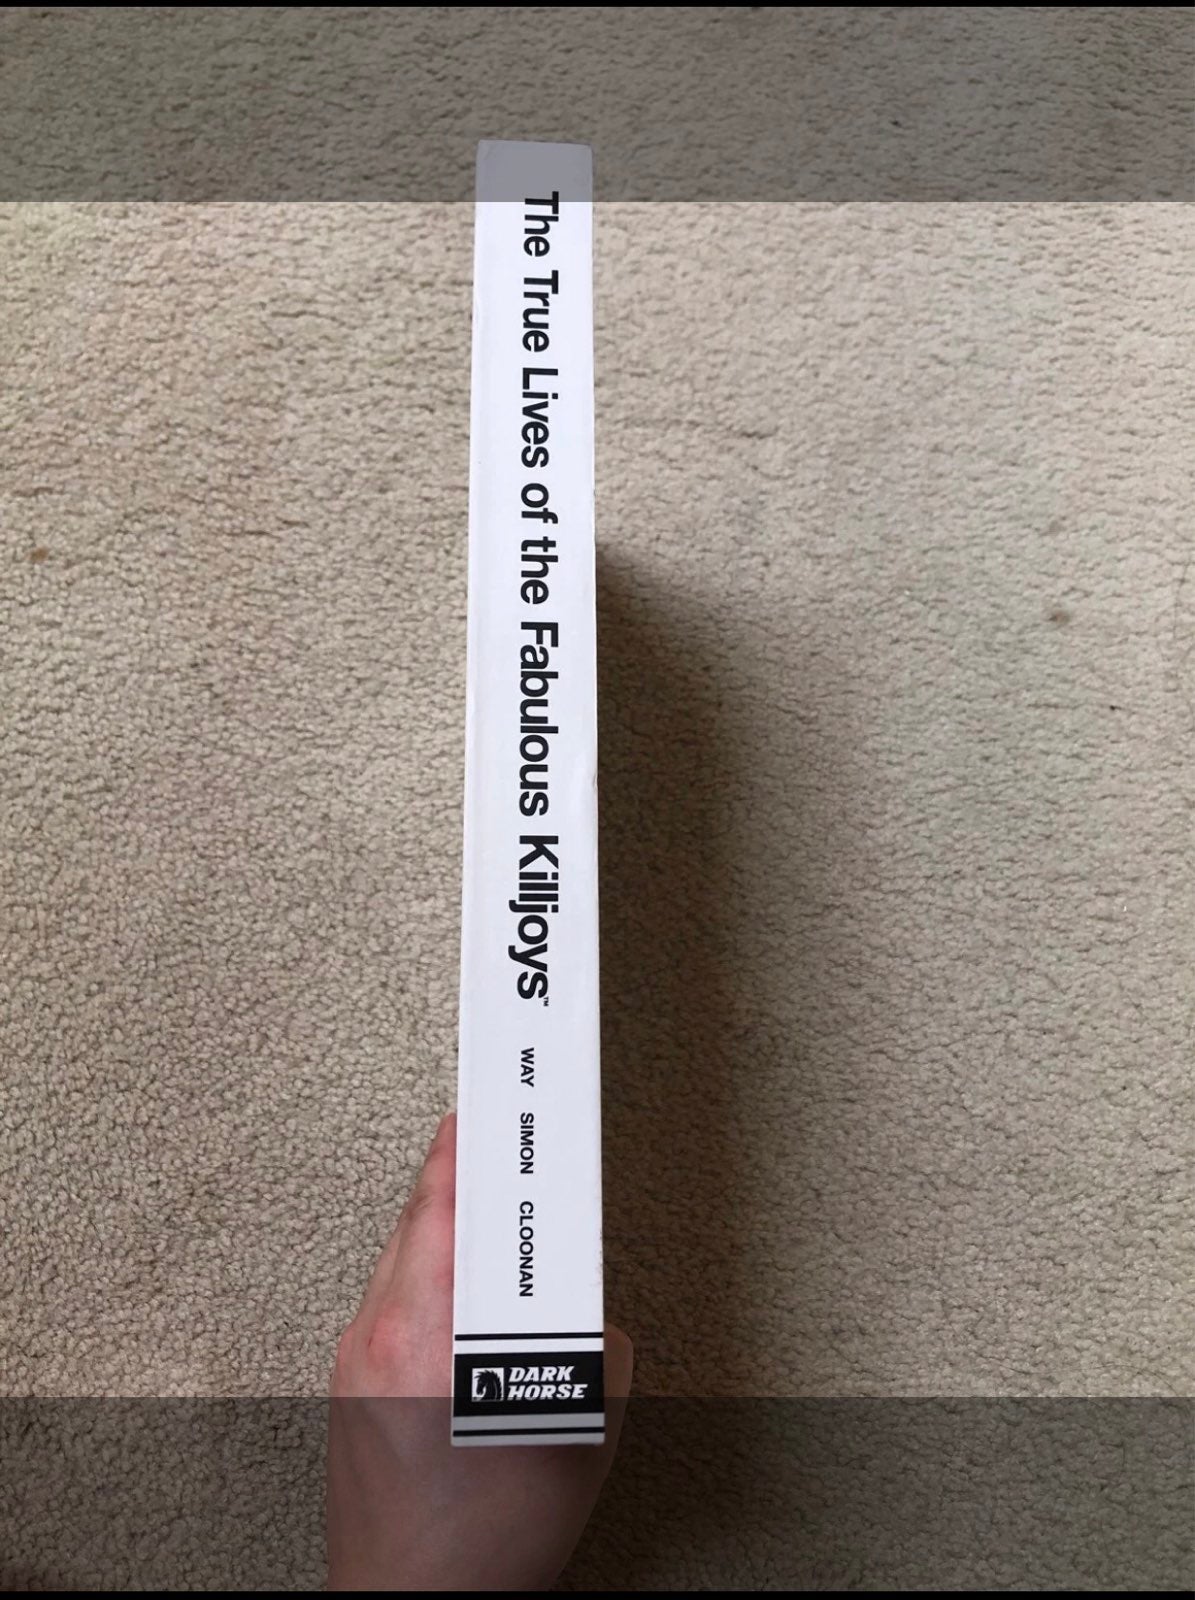 The True Lives of the Fabulous Killjoys™ WAY SIMON CLOONAN
DARK
HORSE